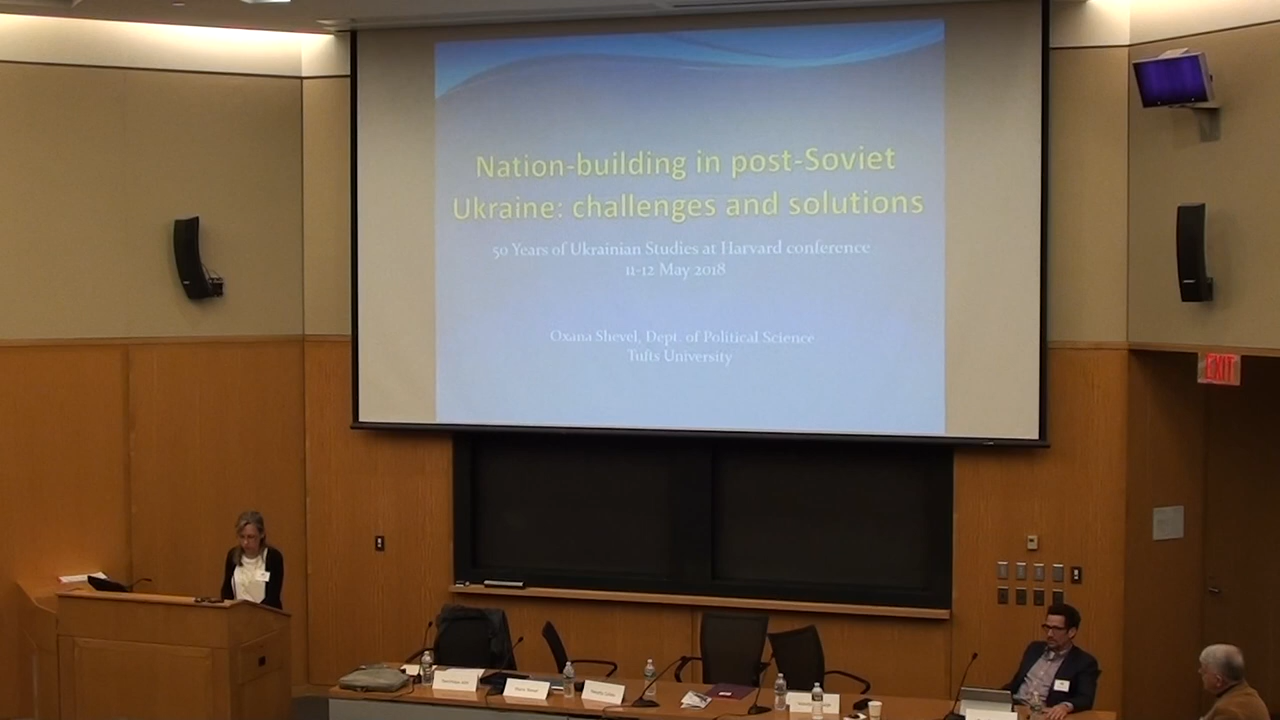 Nation-building in post-Soviet
Ukraine: challenges and solutions
50 Years of Ukrainian Studies at Harvard conference
11-12 May 2018
Oxana Shevel, Dept. of Political Science
Tufts University
EXIT